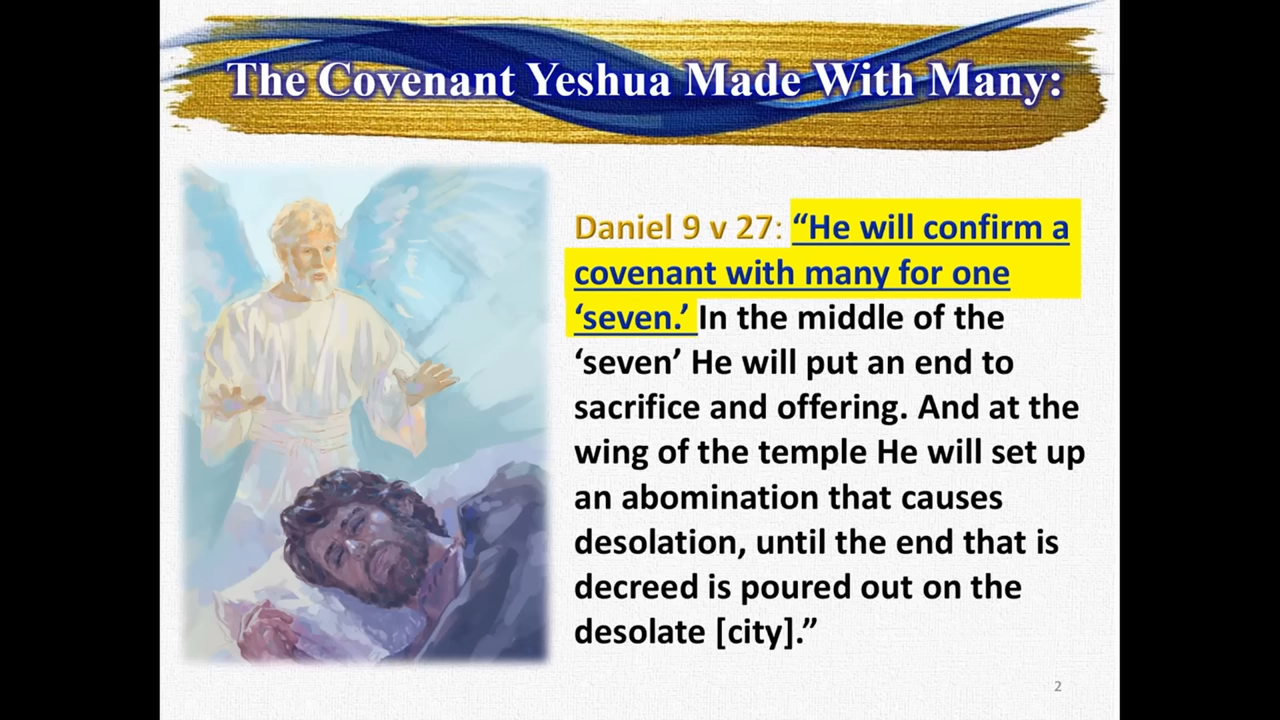 The Covenant Yeshua Made With Many:
Daniel 9 v 27: “He will confirm a
covenant with many for one
‘seven.’ In the middle of the
‘seven’ He will put an end to
sacrifice and offering. And at the
wing of the temple He will set up
an abomination that causes
desolation, until the end that is
decreed is poured out on the
desolate [city].”
2